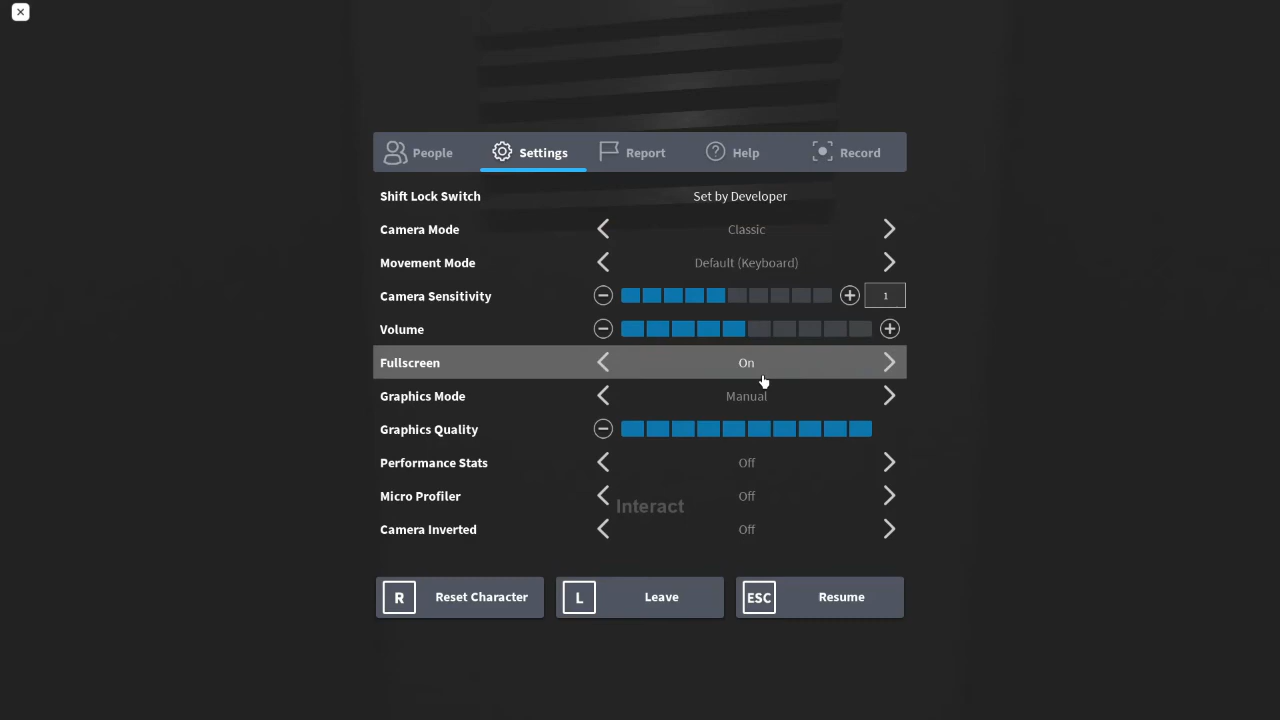 People
Settings
Report
Help
Record
Shift Lock Switch
Set by Developer
Camera Mode
Classic
Movement Mode
Default (Keyboard)
Camera Sensitivity
1
Volume
Fullscreen
On
Graphics Mode
Manual
Graphics Quality
Performance Stats
Off
Micro Profiler
Off
Interact
Camera Inverted
Off
R Reset Character
L Leave
ESC Resume